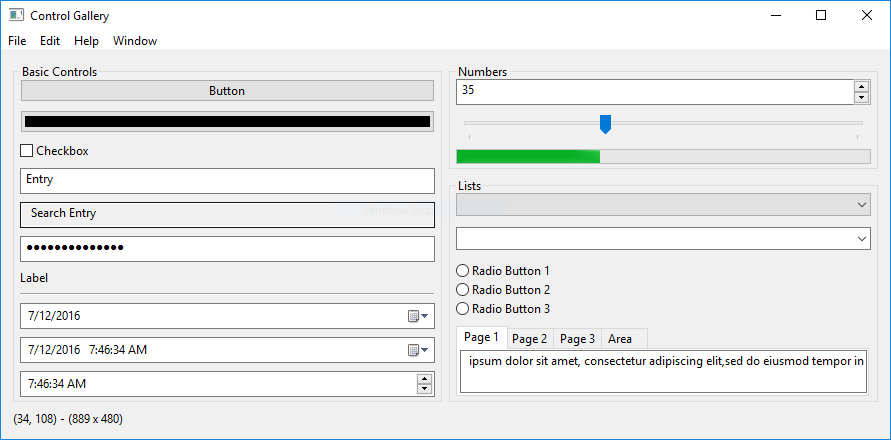 Control Gallery
File Edit Help Window
Basic Controls
Button
Checkbox
Entry
Search Entry
●●●●●●●●●●●●●●
Label
7/12/2016
7/12/2016 7:46:34 AM
7:46:34 AM
Numbers
35
Lists
Radio Button 1
Radio Button 2
Radio Button 3
Page 1 Page 2 Page 3 Area
ipsum dolor sit amet, consectetur adipiscing elit,sed do eiusmod tempor in
(34, 108) - (889 x 480)